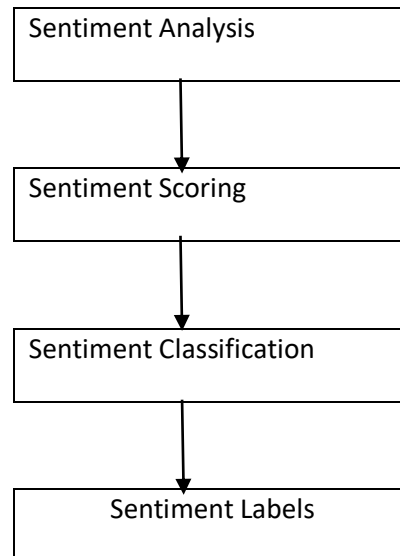 Sentiment Analysis
Sentiment Scoring
Sentiment Classification
Sentiment Labels